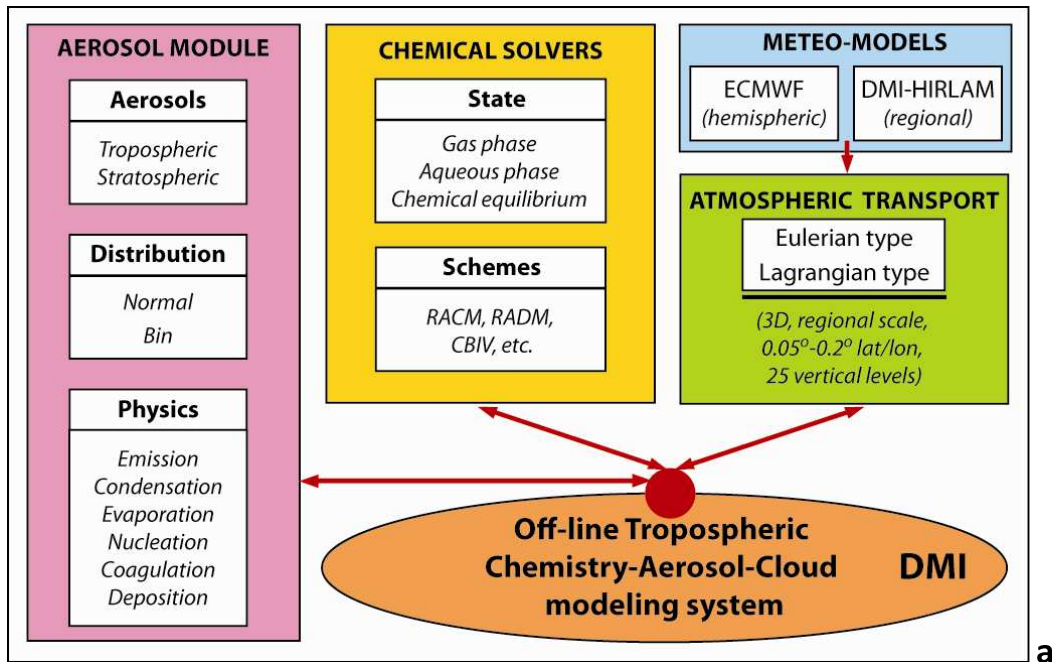 AEROSOL MODULE
Aerosols
Tropospheric
Stratospheric
Distribution
Normal
Bin
Physics
Emission
Condensation
Evaporation
Nucleation
Coagulation
Deposition
CHEMICAL SOLVERS
State
Gas phase
Aqueous phase
Chemical equilibrium
Schemes
RACM, RADM,
CBIV, etc.
METEO-MODELS
ECMWF
(hemispheric)
DMI-HIRLAM
(regional)
ATMOSPHERIC TRANSPORT
Eulerian type
Lagrangian type
(3D, regional scale,
0.05º-0.2º lat/lon,
25 vertical levels)
Off-line Tropospheric
Chemistry-Aerosol-Cloud
modeling system
DMI
a